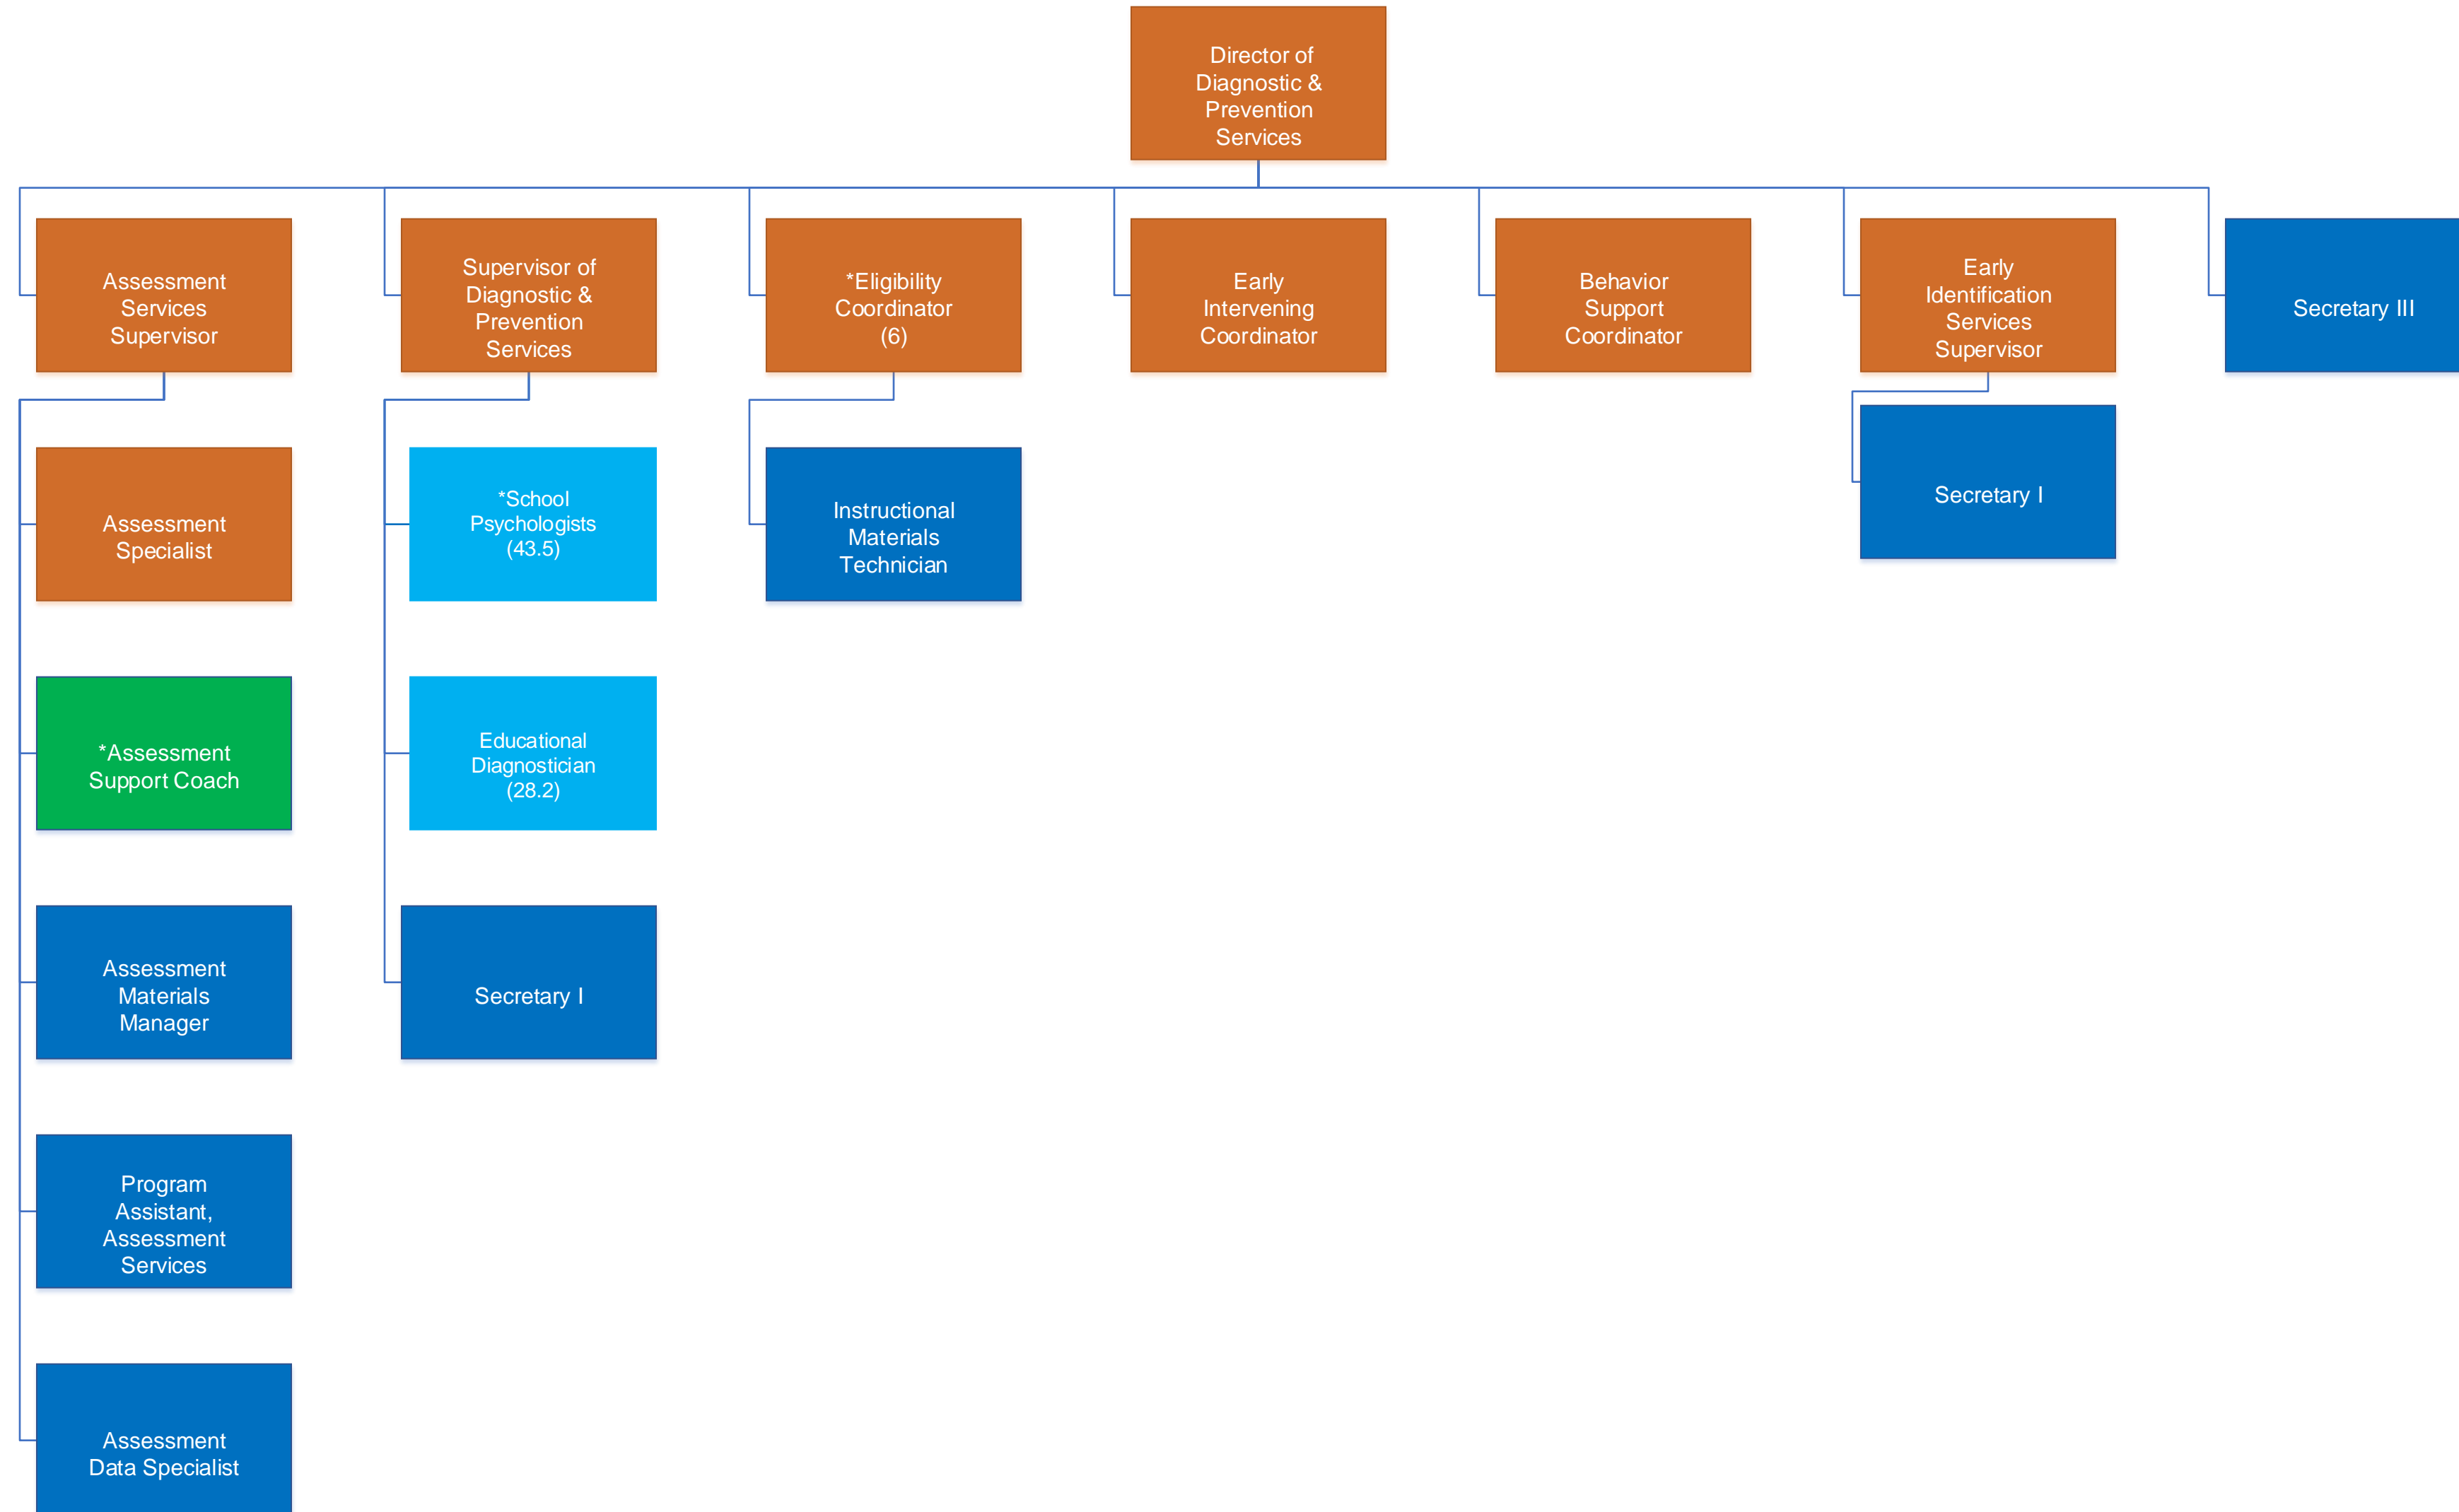 Director of
Diagnostic &
Prevention
Services
Assessment
Services
Supervisor
Supervisor of
Diagnostic &
Prevention
Services
*Eligibility
Coordinator
(6)
Early
Intervening
Coordinator
Behavior
Support
Coordinator
Early
Identification
Services
Supervisor
Secretary III
Assessment
Specialist
*School
Psychologists
(43.5)
Instructional
Materials
Technician
Secretary I
*Assessment
Support Coach
Educational
Diagnostician
(28.2)
Assessment
Materials
Manager
Secretary I
Program
Assistant,
Assessment
Services
Assessment
Data Specialist